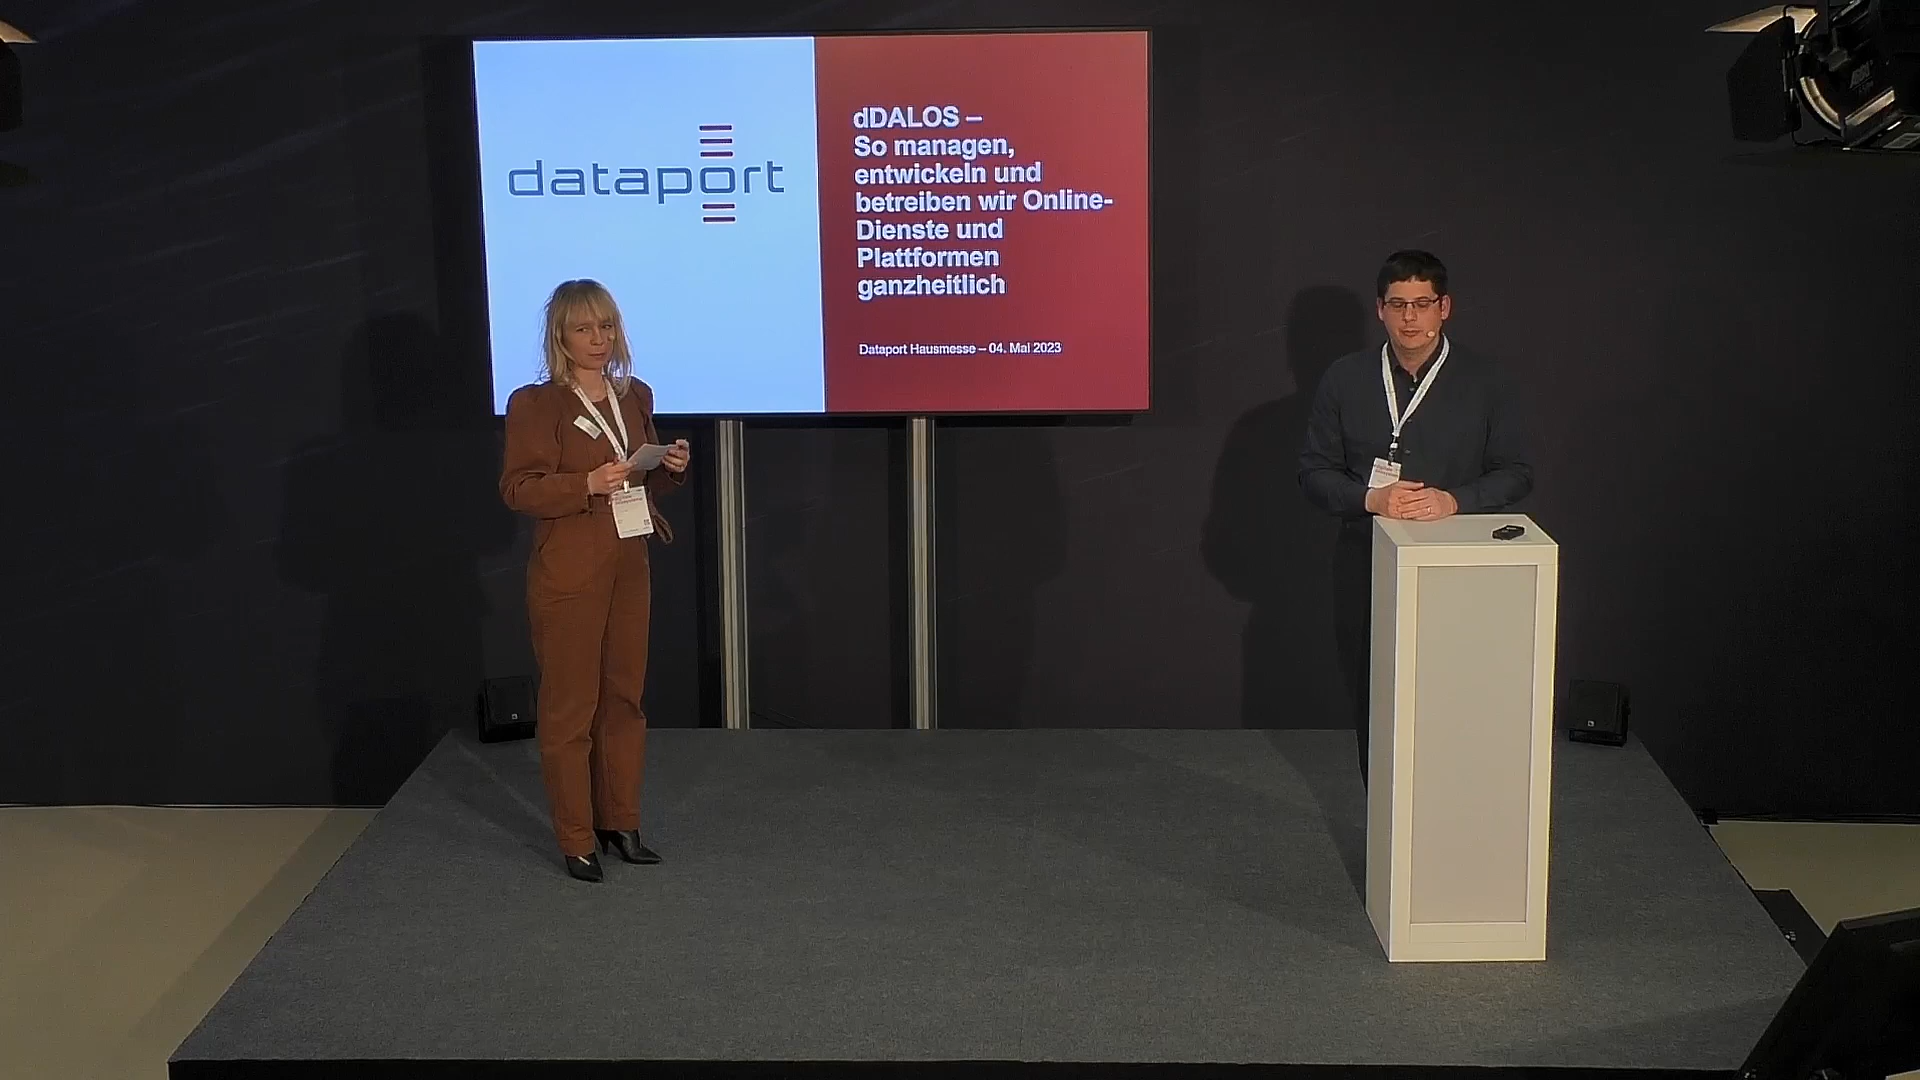 dataport
dDALOS –
So managen,
entwickeln und
betreiben wir Online-
Dienste und
Plattformen
ganzheitlich
Dataport Hausmesse – 04. Mai 2023